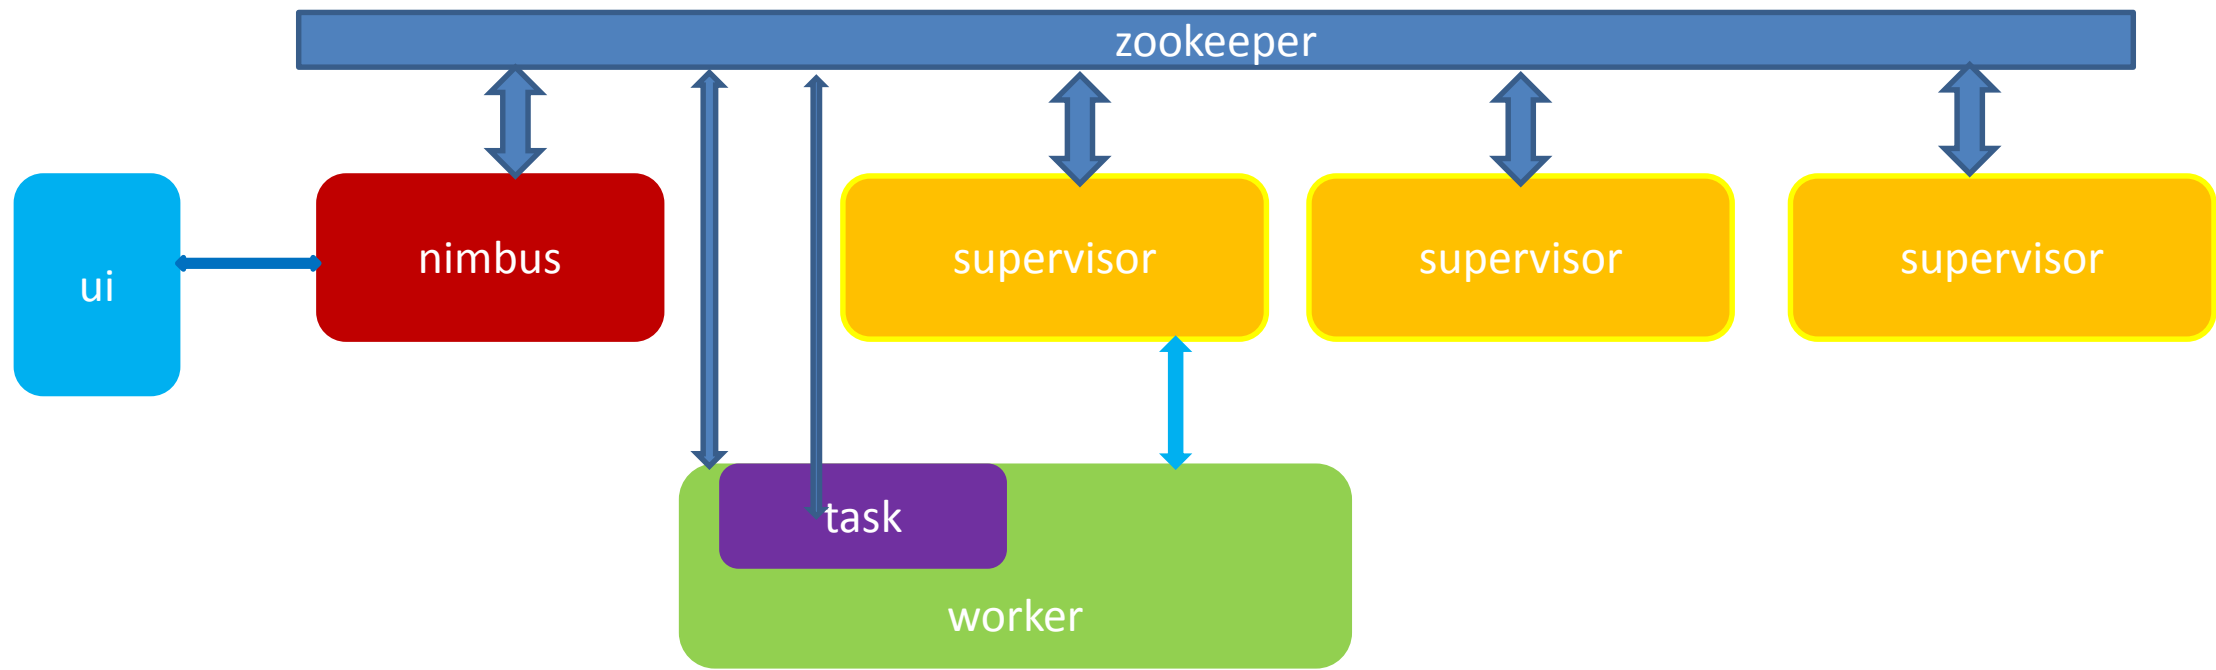 zookeeper
ui
nimbus
supervisor
supervisor
supervisor
task
worker